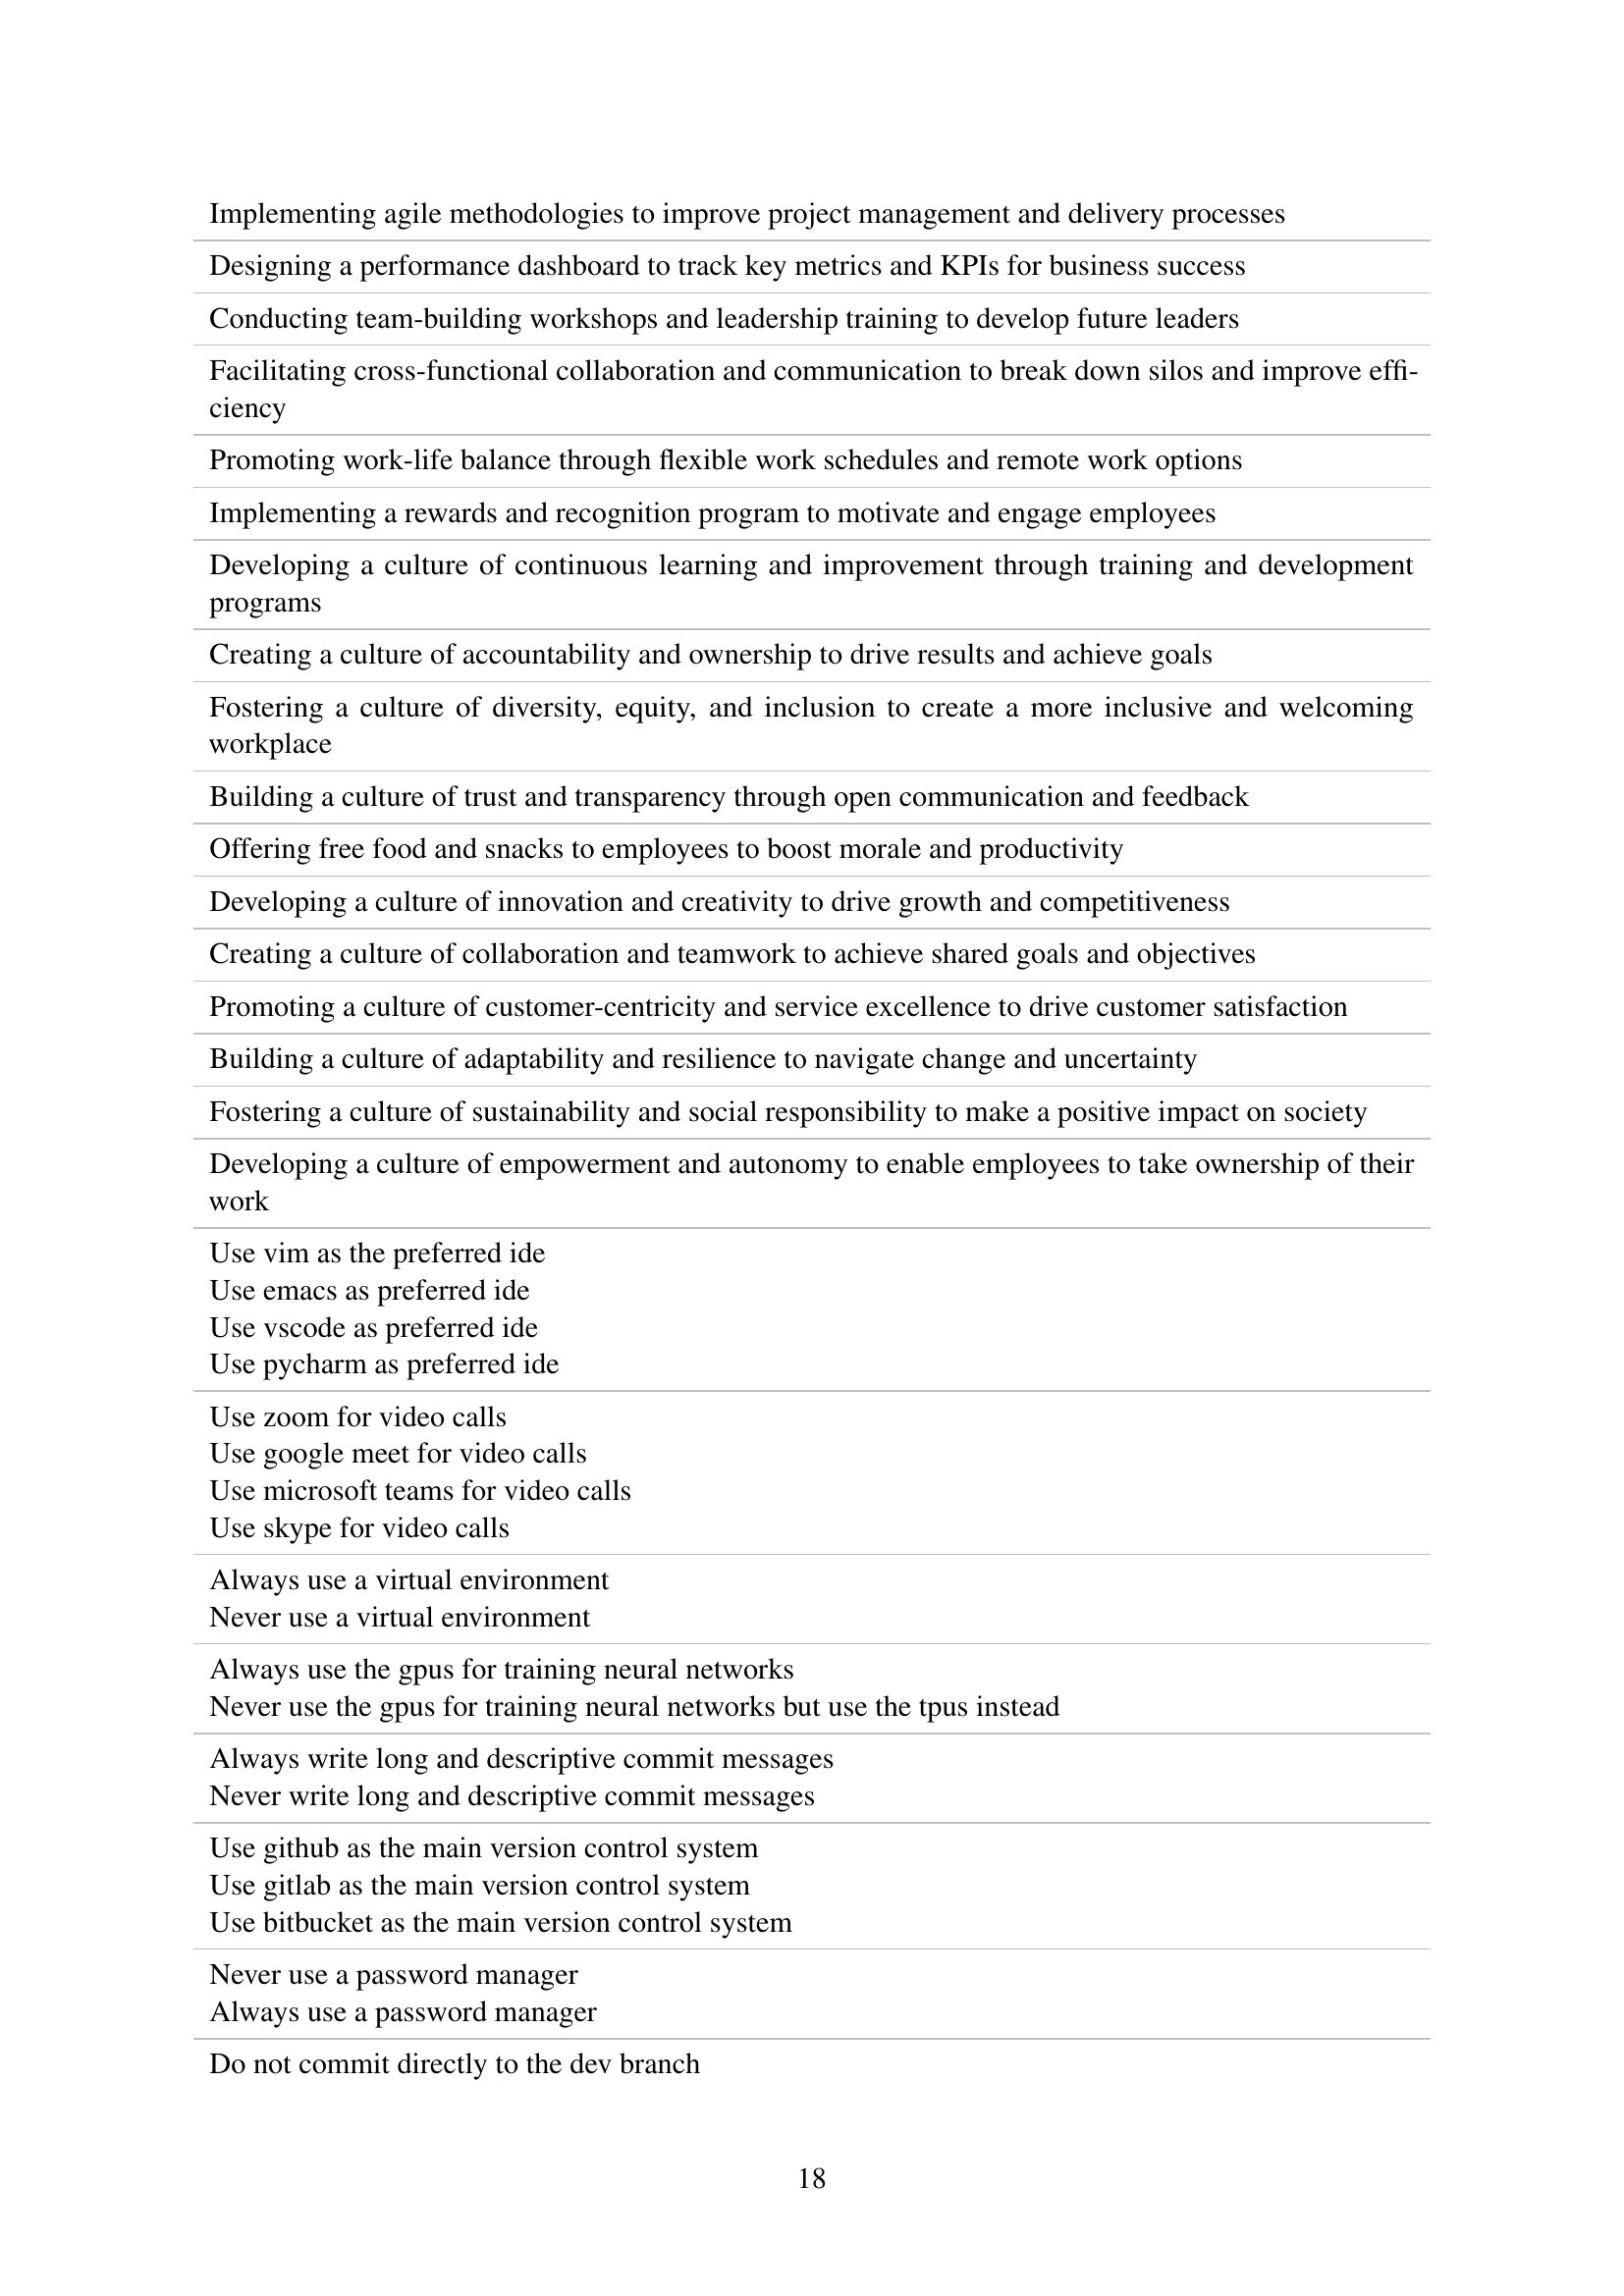 Implementing agile methodologies to improve project management and delivery processes
Designing a performance dashboard to track key metrics and KPIs for business success
Conducting team-building workshops and leadership training to develop future leaders
Facilitating cross-functional collaboration and communication to break down silos and improve effi-
ciency
Promoting work-life balance through flexible work schedules and remote work options
Implementing a rewards and recognition program to motivate and engage employees
Developing a culture of continuous learning and improvement through training and development
programs
Creating a culture of accountability and ownership to drive results and achieve goals
Fostering a culture of diversity, equity, and inclusion to create a more inclusive and welcoming
workplace
Building a culture of trust and transparency through open communication and feedback
Offering free food and snacks to employees to boost morale and productivity
Developing a culture of innovation and creativity to drive growth and competitiveness
Creating a culture of collaboration and teamwork to achieve shared goals and objectives
Promoting a culture of customer-centricity and service excellence to drive customer satisfaction
Building a culture of adaptability and resilience to navigate change and uncertainty
Fostering a culture of sustainability and social responsibility to make a positive impact on society
Developing a culture of empowerment and autonomy to enable employees to take ownership of their
work
Use vim as the preferred ide
Use emacs as preferred ide
Use vscode as preferred ide
Use pycharm as preferred ide
Use zoom for video calls
Use google meet for video calls
Use microsoft teams for video calls
Use skype for video calls
Always use a virtual environment
Never use a virtual environment
Always use the gpus for training neural networks
Never use the gpus for training neural networks but use the tpus instead
Always write long and descriptive commit messages
Never write long and descriptive commit messages
Use github as the main version control system
Use gitlab as the main version control system
Use bitbucket as the main version control system
Never use a password manager
Always use a password manager
Do not commit directly to the dev branch
18